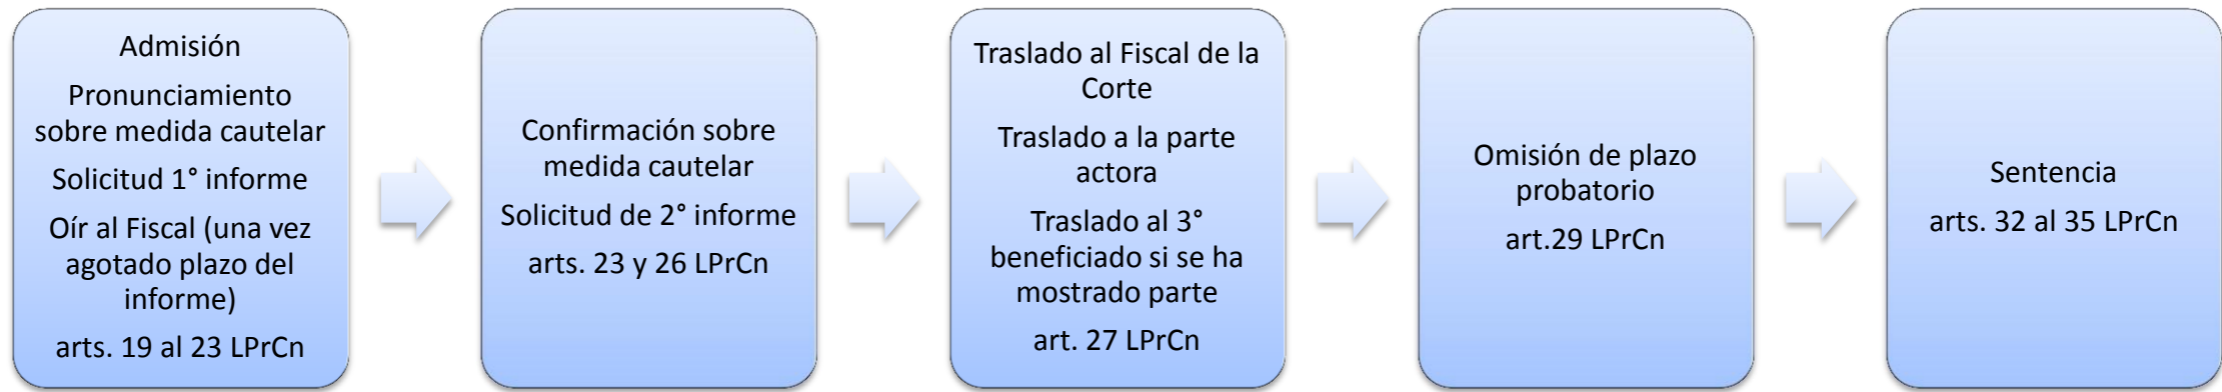 Admisión
Pronunciamiento
sobre medida cautelar
Solicitud 1° informe
Oír al Fiscal (una vez
agotado plazo del
informe)
arts. 19 al 23 LPrCn
Confirmación sobre
medida cautelar
Solicitud de 2° informe
arts. 23 y 26 LPrCn
Traslado al Fiscal de la
Corte
Traslado a la parte
actora
Traslado al 3°
beneficiado si se ha
mostrado parte
art. 27 LPrCn
Omisión de plazo
probatorio
art.29 LPrCn
Sentencia
arts. 32 al 35 LPrCn